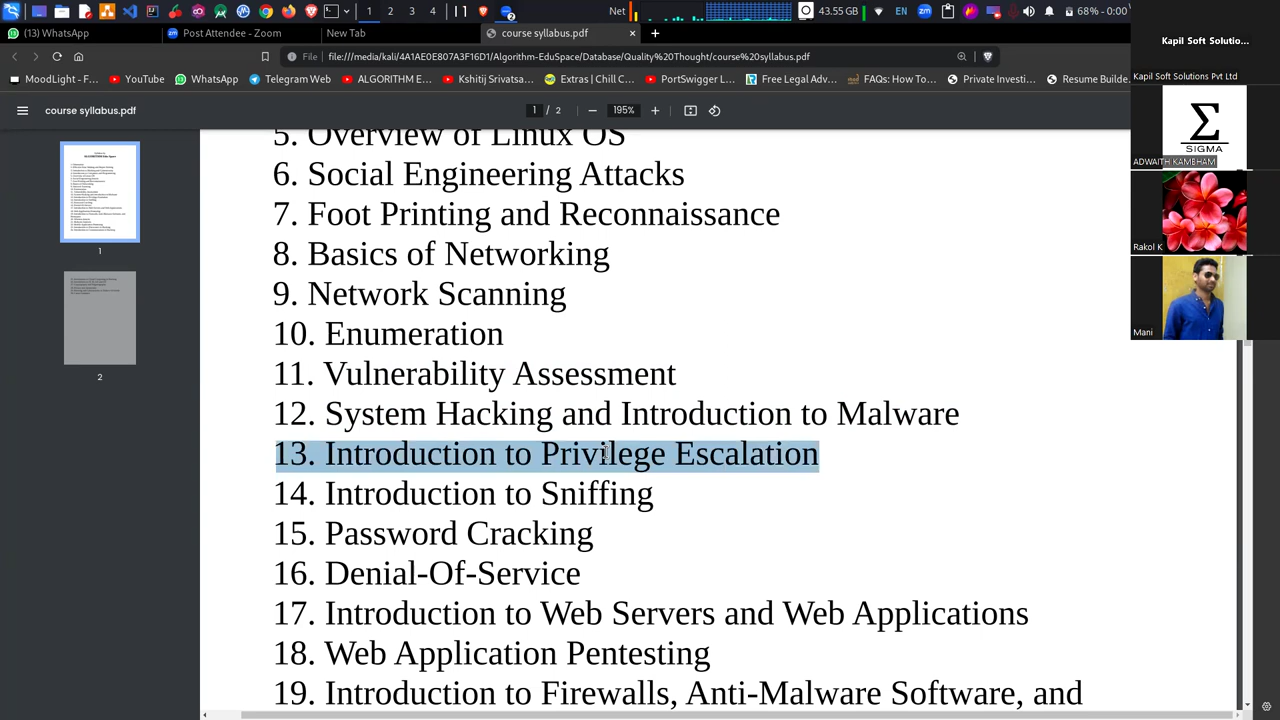 1
2
3
4
2
Net
43.55 GB
EN
68% - 0:00
(13) WhatsApp
Post Attendee - Zoom
New Tab
course syllabus.pdf
File
file:///media/kali/4A1AE0E807A3F16D1/Algorithm-EduSpace/Database/Quality%20Thought/course%20syllabus.pdf
MoodLight - F...
YouTube
WhatsApp
Telegram Web
ALGORITHM E...
Kshitij Srivatsa...
Extras | Chill C...
PortSwigger L...
Free Legal Adv...
FAQs: How To...
Private Investi...
Resume Builde...
course syllabus.pdf
1 / 2
195%
1
2
5. Overview of Linux OS
6. Social Engineering Attacks
7. Foot Printing and Reconnaissance
8. Basics of Networking
9. Network Scanning
10. Enumeration
11. Vulnerability Assessment
12. System Hacking and Introduction to Malware
13. Introduction to Privilege Escalation
14. Introduction to Sniffing
15. Password Cracking
16. Denial-Of-Service
17. Introduction to Web Servers and Web Applications
18. Web Application Pentesting
19. Introduction to Firewalls, Anti-Malware Software, and
Kapil Soft Solutio...
Kapil Soft Solutions Pvt Ltd
Σ
SIGMA
ADWAITH KAMBHAM
Rakol K
Mani